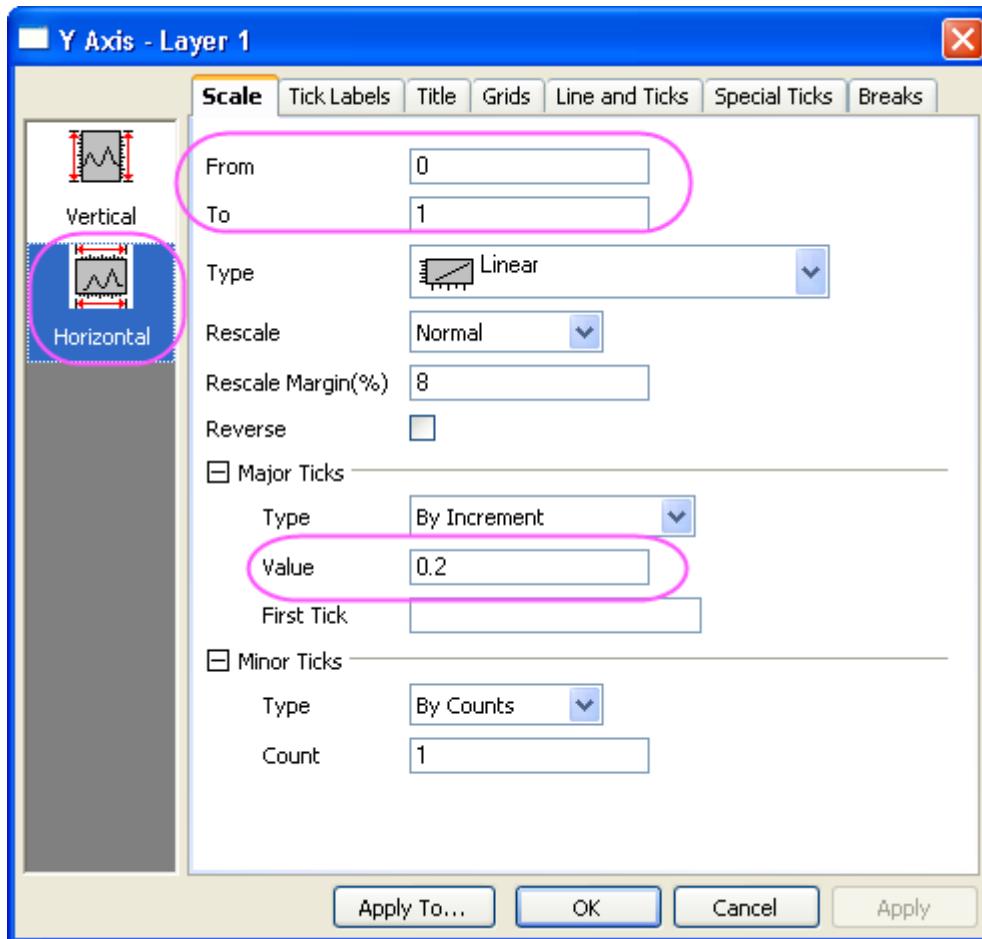 Y Axis - Layer 1
Scale Tick Labels Title Grids Line and Ticks Special Ticks Breaks
Vertical
Horizontal
From 0
To 1
Type Linear
Rescale Normal
Rescale Margin(%) 8
Reverse
Major Ticks
Type By Increment
Value 0.2
First Tick
Minor Ticks
Type By Counts
Count 1
Apply To... OK Cancel Apply